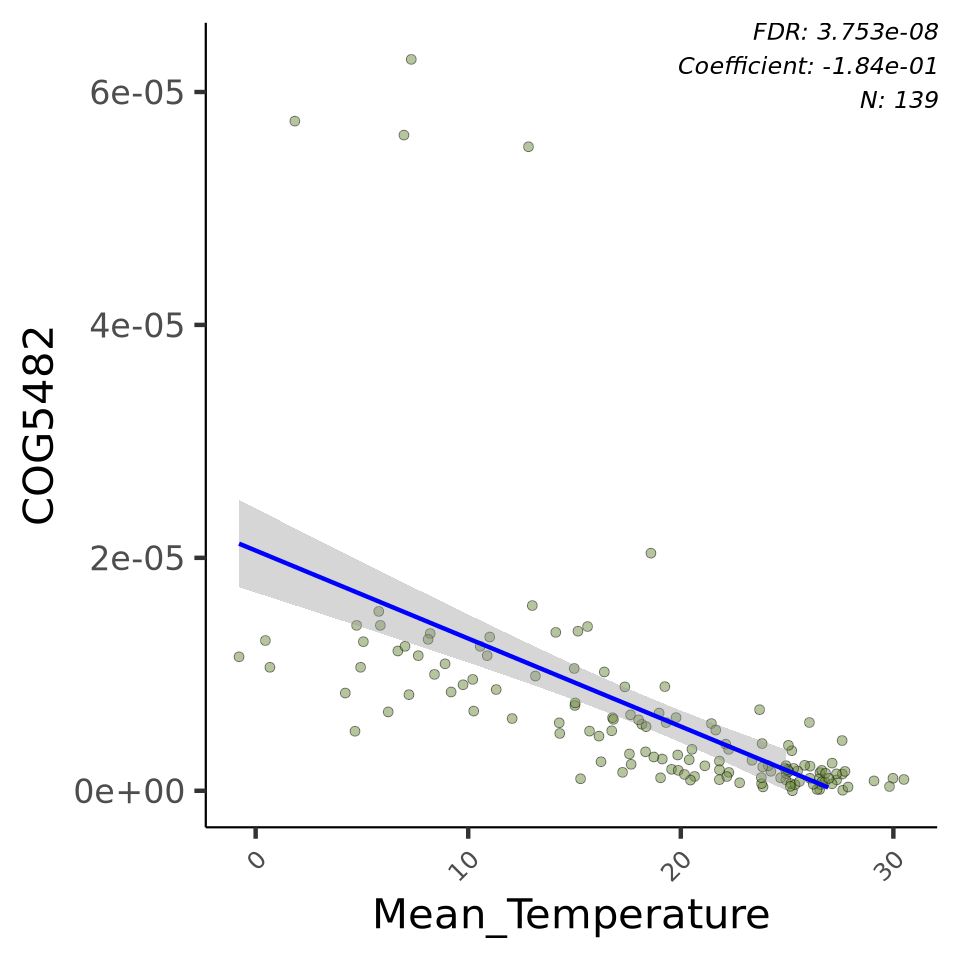 FDR: 3.753e-08
Coefficient: -1.84e-01
N: 139
6e-05
4e-05
2e-05
0e+00
COG5482
0
10
20
30
Mean_Temperature